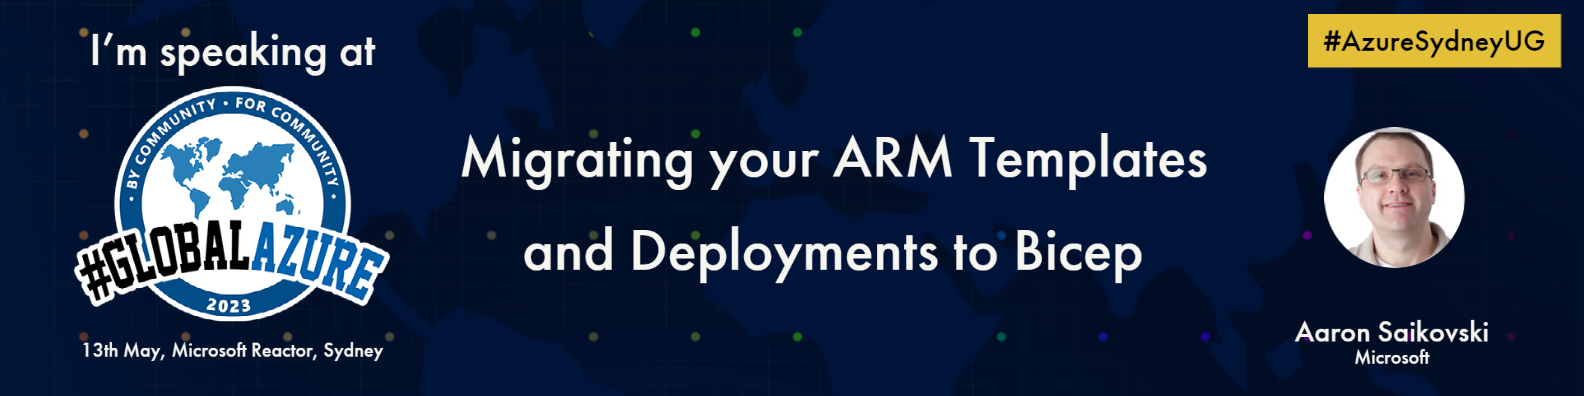 I'm speaking at
• BY COMMUNITY • FOR COMMUNITY •
#GLOBALAZURE
2023
13th May, Microsoft Reactor, Sydney
Migrating your ARM Templates
and Deployments to Bicep
#AzureSydneyUG
Aaron Saikovski
Microsoft